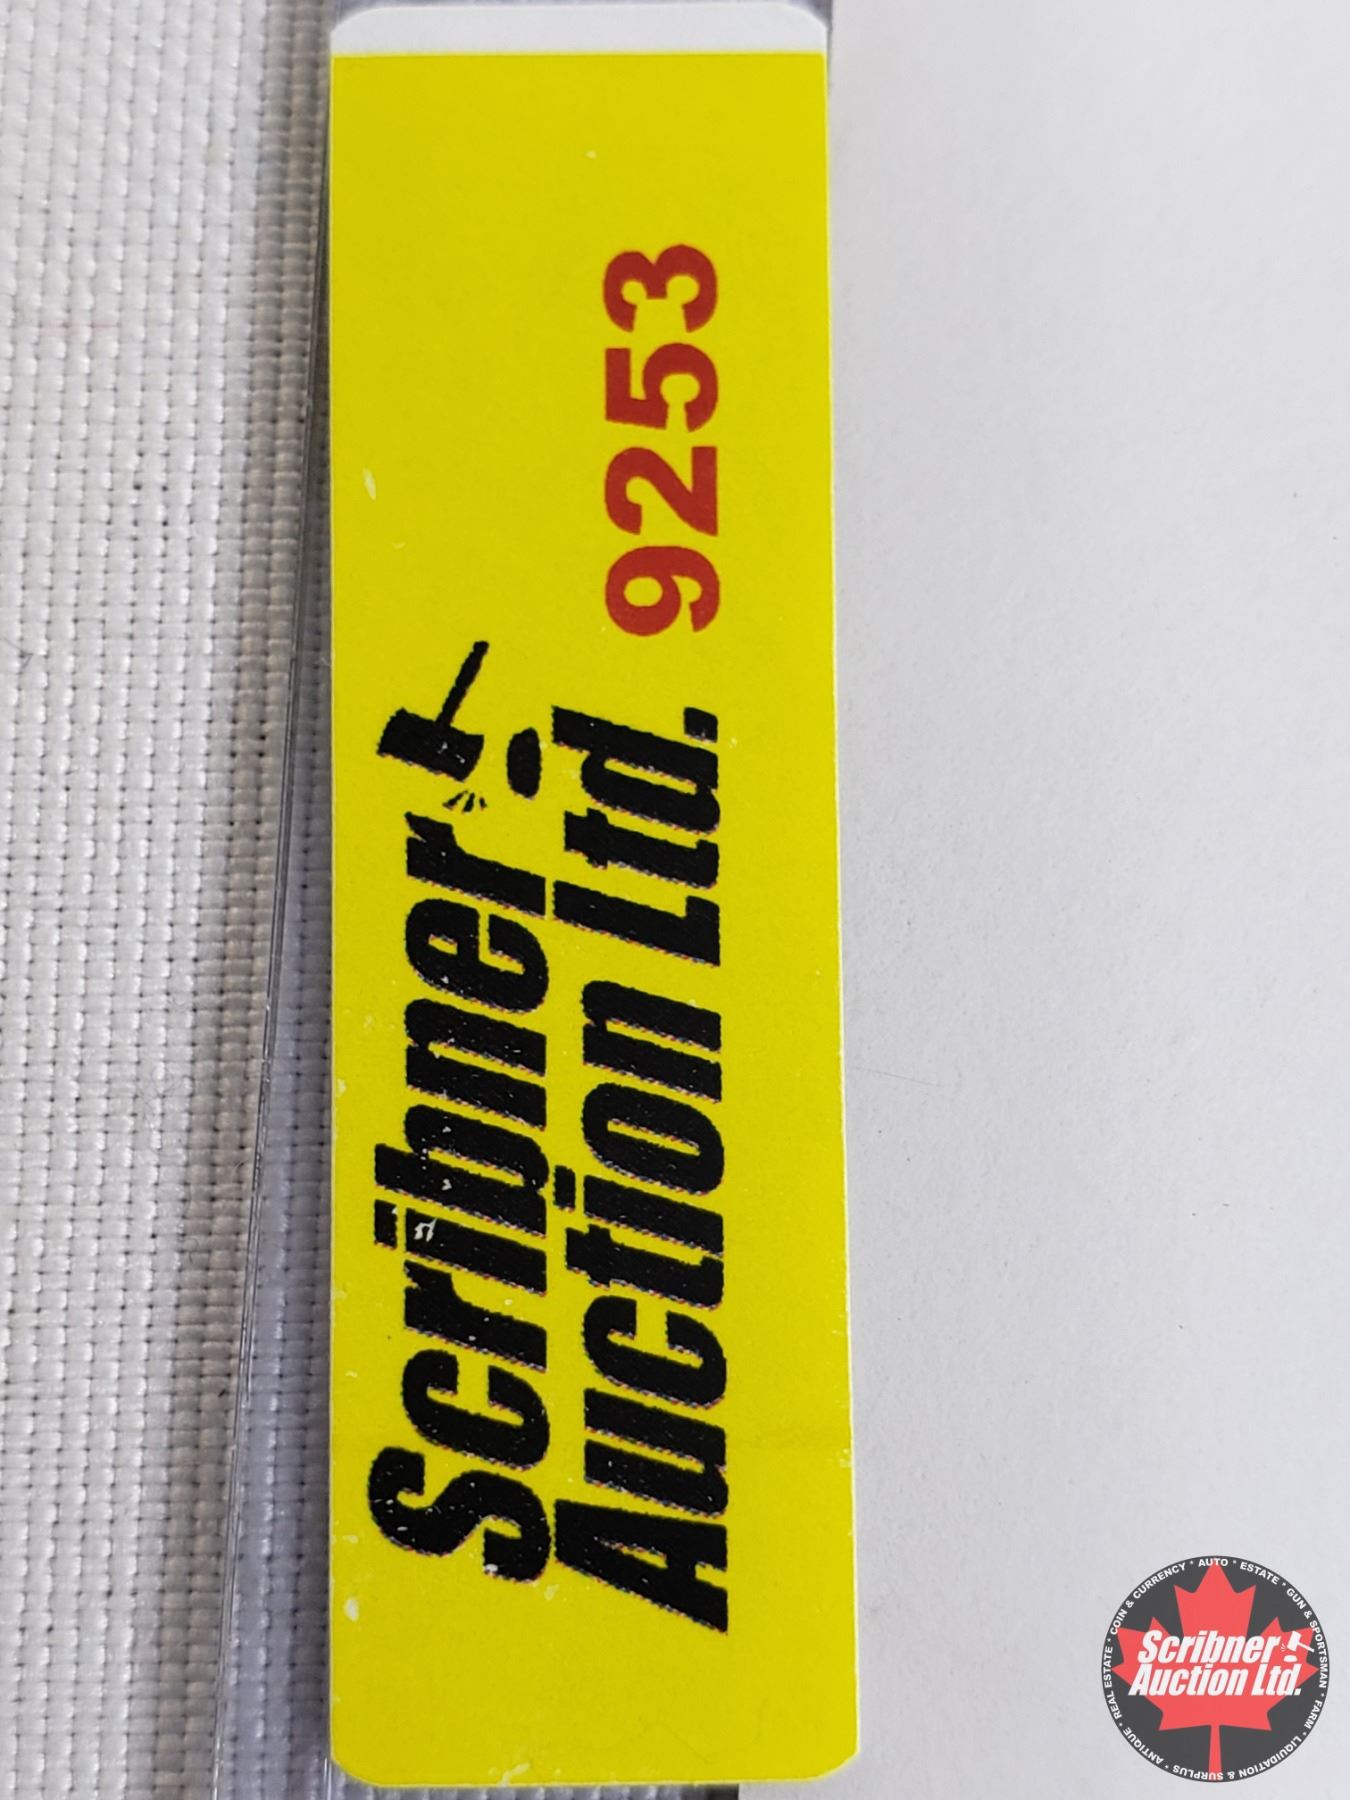 Scribner
Auction Ltd. 9253
Scribner
Auction Ltd.
ANTIQUE * REAL ESTATE * COIN & CURRENCY * AUTO * ESTATE * GUN & SPORTSMAN * FARM * LIQUIDATION & SURPLUS *